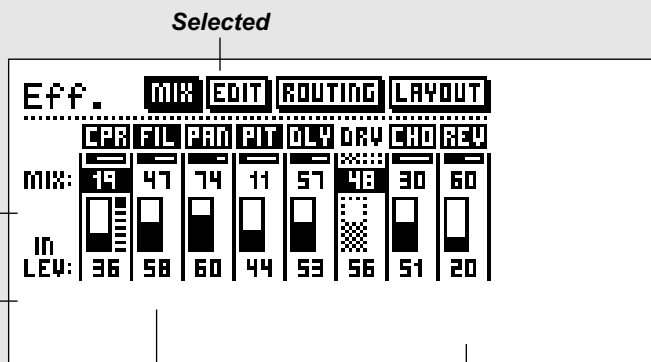 Selected
Eff. MIX EDIT ROUTING LAYOUT
CPR FIL PAN PIT DLY DRV CHO REV
MIX: 19 47 74 11 57 48 30 60
IN
LEV: 36 58 60 44 53 56 51 20